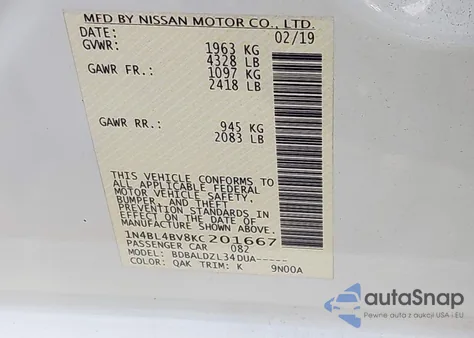 MFD BY NISSAN MOTOR CO., LTD.
DATE: 02/19
GVWR: 1963 KG
4328 LB
GAWR FR.: 1097 KG
2418 LB
GAWR RR.: 945 KG
2083 LB
THIS VEHICLE CONFORMS TO
ALL APPLICABLE FEDERAL
MOTOR VEHICLE SAFETY,
BUMPER, AND THEFT
PREVENTION STANDARDS IN
EFFECT ON THE DATE OF
MANUFACTURE SHOWN ABOVE.
1N4BL4BV8KC201667
PASSENGER CAR 082
MODEL: BDBALDZL34DUA-----
COLOR: QAK TRIM: K 9N00A
autoSnap
Pewne auta z aukcji USA i EU